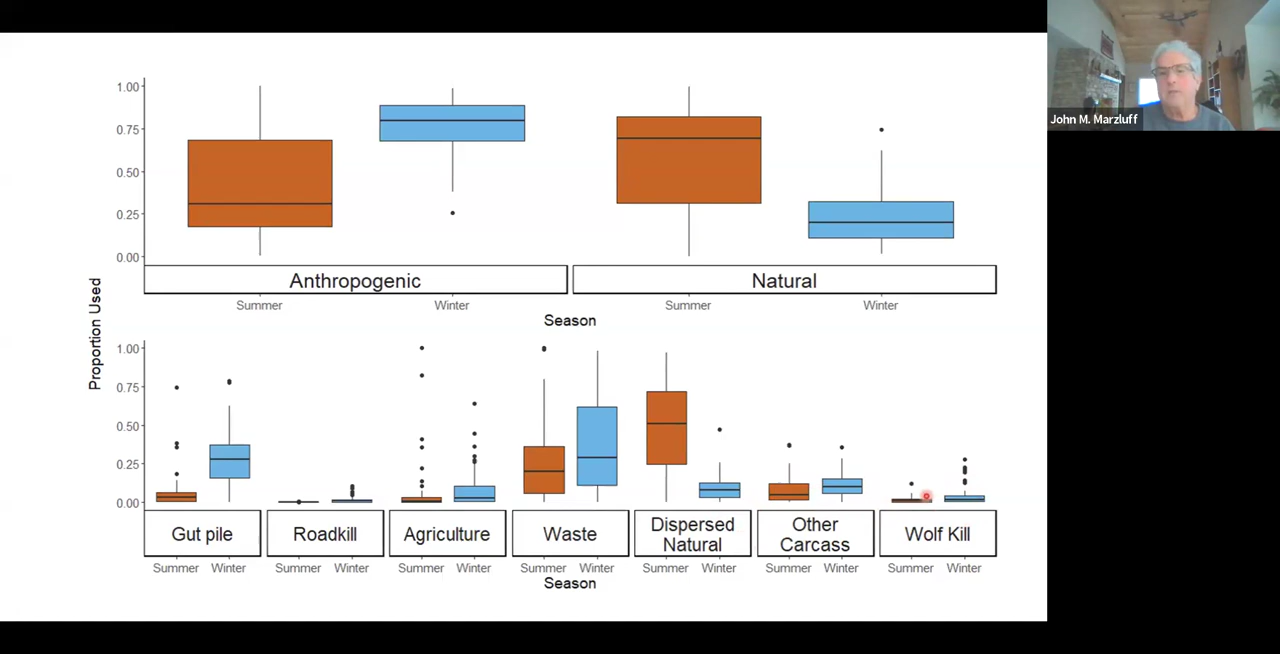 John M. Marzluff
Proportion Used
1.00
0.75
0.50
0.25
0.00
Anthropogenic
Natural
Summer
Winter
Summer
Winter
Season
1.00
0.75
0.50
0.25
0.00
Gut pile
Roadkill
Agriculture
Waste
Dispersed
Natural
Other
Carcass
Wolf Kill
Summer Winter
Summer Winter
Summer Winter
Summer Winter
Summer Winter
Summer Winter
Summer Winter
Season